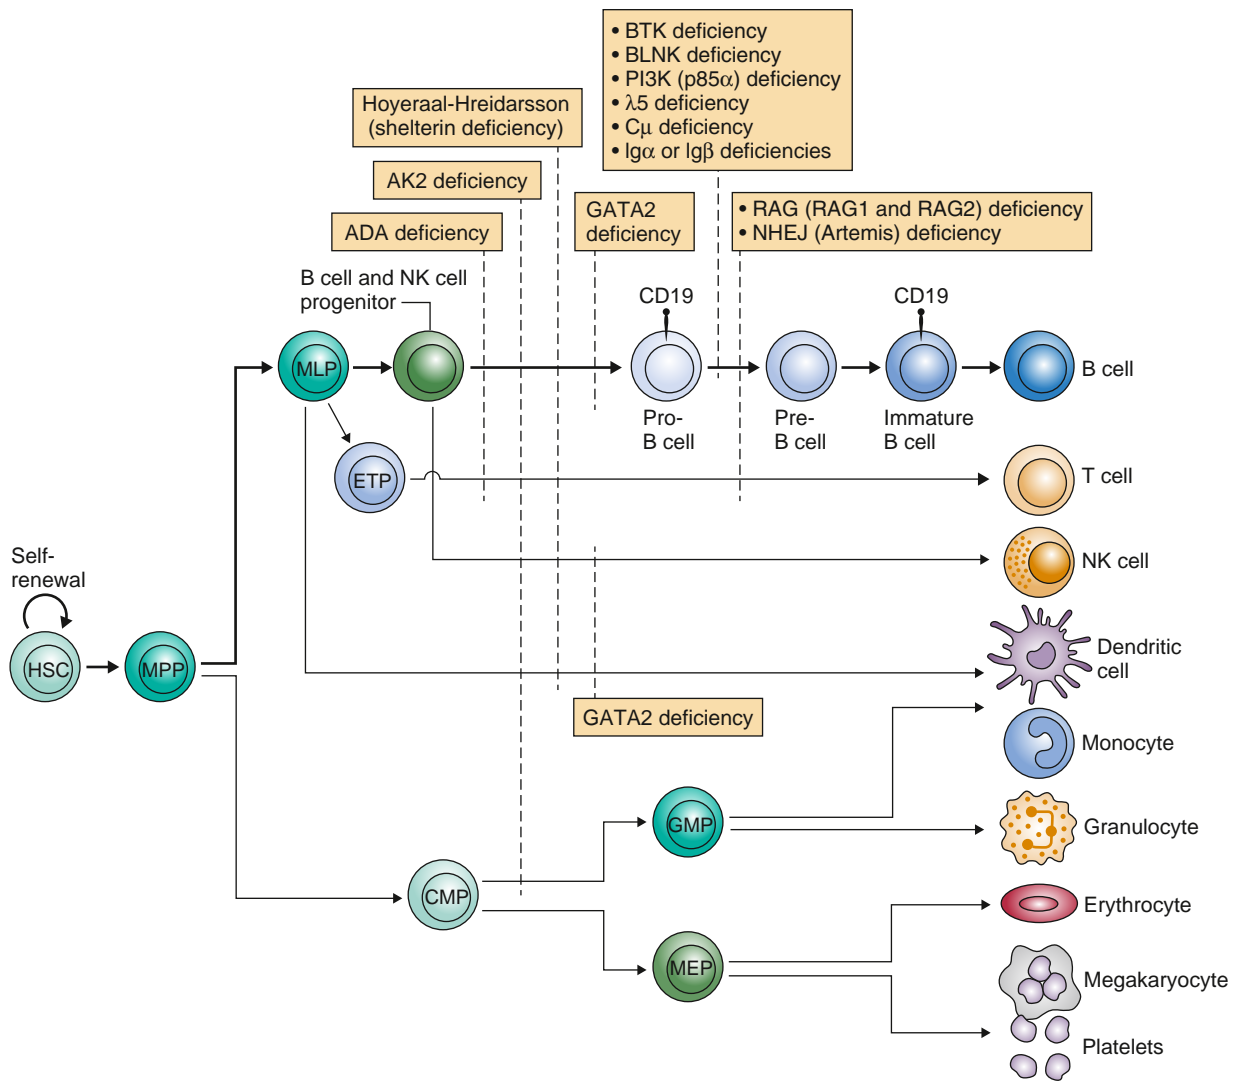 • BTK deficiency
• BLNK deficiency
• PI3K (p85α) deficiency
• λ5 deficiency
• Cμ deficiency
• Igα or Igβ deficiencies
Hoyeraal-Hreidarsson
(shelterin deficiency)
AK2 deficiency
ADA deficiency
GATA2
deficiency
• RAG (RAG1 and RAG2) deficiency
• NHEJ (Artemis) deficiency
B cell and NK cell
progenitor
CD19
CD19
MLP
B cell
Pro-
B cell
Pre-
B cell
Immature
B cell
ETP
T cell
Self-
renewal
NK cell
HSC
MPP
Dendritic
cell
GATA2 deficiency
Monocyte
GMP
Granulocyte
CMP
Erythrocyte
MEP
Megakaryocyte
Platelets